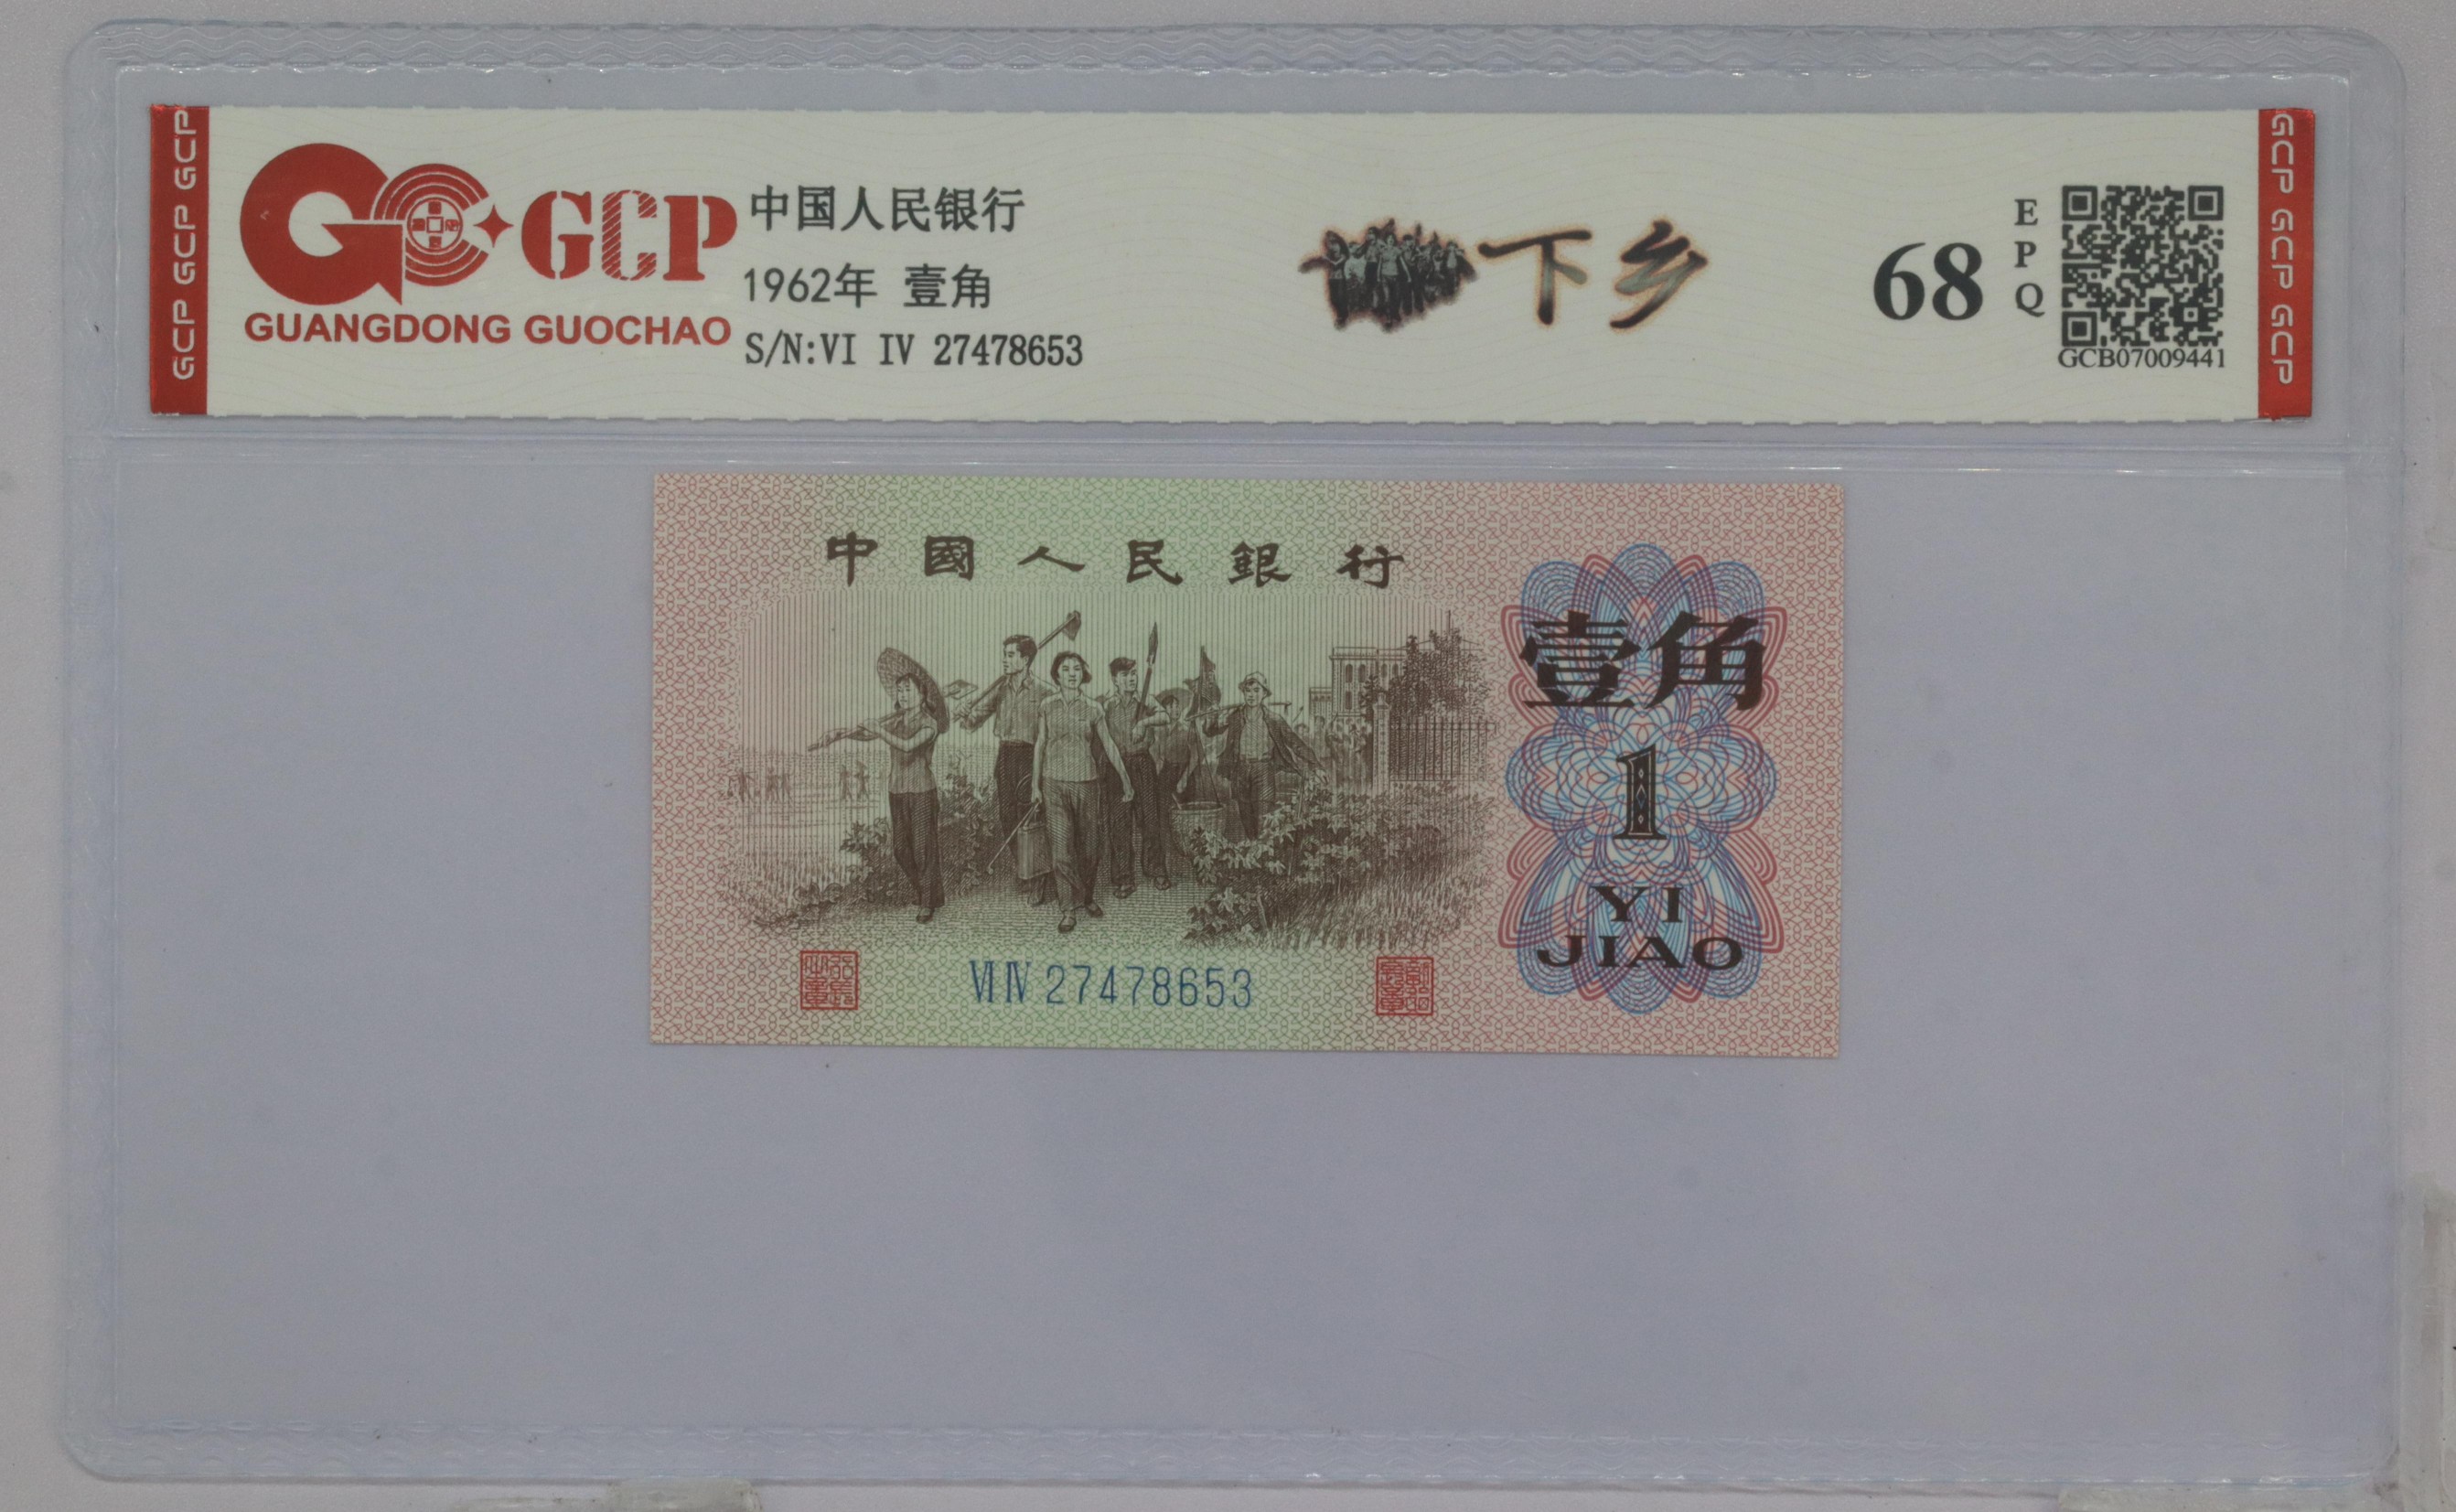 GCP GCP GCP
GCP
GUANGDONG GUOCHAO
中国人民银行
1962年 壹角
S/N:VI IV 27478653
下乡
68
EPQ
GCB07009441
GCP GCP GCP
中國人民銀行
壹角
1
YI
JIAO
VI IV 27478653